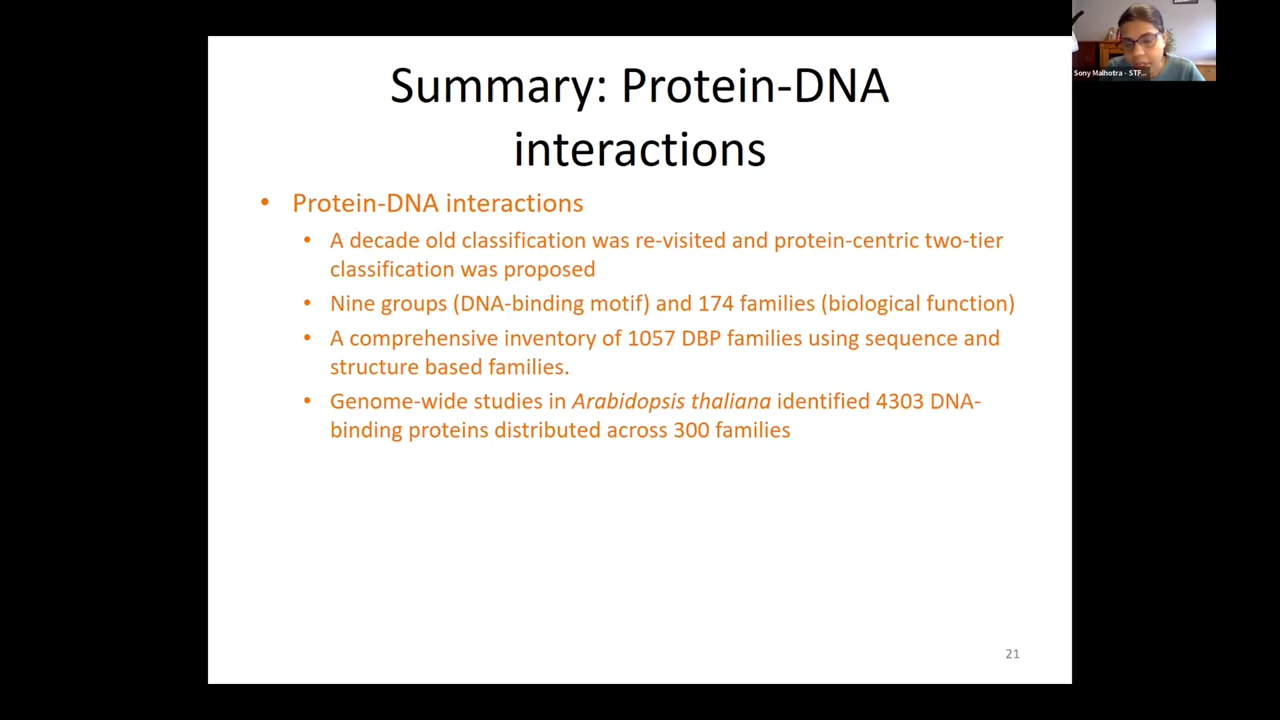 Summary: Protein-DNA
interactions
• Protein-DNA interactions
• A decade old classification was re-visited and protein-centric two-tier
classification was proposed
• Nine groups (DNA-binding motif) and 174 families (biological function)
• A comprehensive inventory of 1057 DBP families using sequence and
structure based families.
• Genome-wide studies in Arabidopsis thaliana identified 4303 DNA-
binding proteins distributed across 300 families
21
Sony Malhotra - STF...